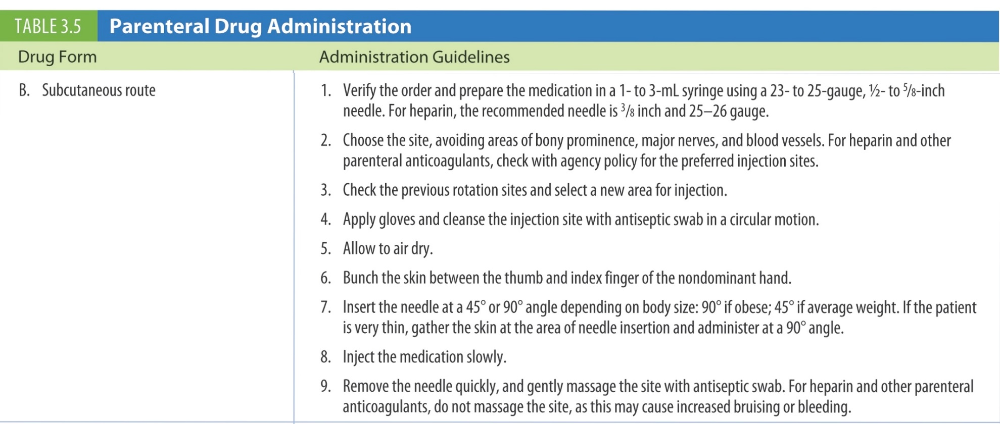 TABLE 3.5 Parenteral Drug Administration
Drug Form Administration Guidelines
B. Subcutaneous route
1. Verify the order and prepare the medication in a 1- to 3-mL syringe using a 23- to 25-gauge, ½- to 5/8-inch
needle. For heparin, the recommended needle is 3/8 inch and 25–26 gauge.
2. Choose the site, avoiding areas of bony prominence, major nerves, and blood vessels. For heparin and other
parenteral anticoagulants, check with agency policy for the preferred injection sites.
3. Check the previous rotation sites and select a new area for injection.
4. Apply gloves and cleanse the injection site with antiseptic swab in a circular motion.
5. Allow to air dry.
6. Bunch the skin between the thumb and index finger of the nondominant hand.
7. Insert the needle at a 45° or 90° angle depending on body size: 90° if obese; 45° if average weight. If the patient
is very thin, gather the skin at the area of needle insertion and administer at a 90° angle.
8. Inject the medication slowly.
9. Remove the needle quickly, and gently massage the site with antiseptic swab. For heparin and other parenteral
anticoagulants, do not massage the site, as this may cause increased bruising or bleeding.